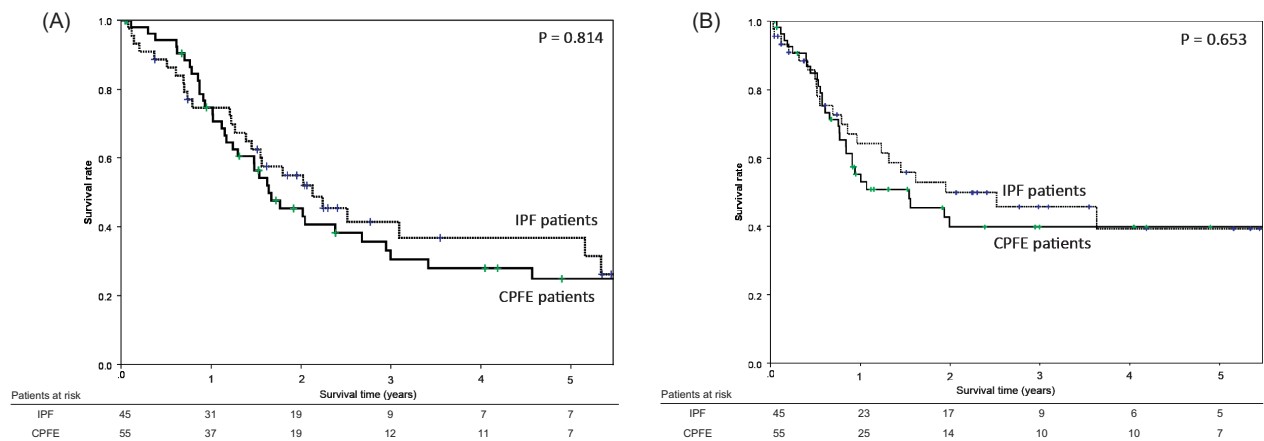 (A)
P = 0.814
1.0
0.8
0.6
0.4
0.2
0.0
Survival rate
IPF patients
CPFE patients
.0 1 2 3 4 5
Survival time (years)
Patients at risk
IPF 45 31 19 9 7 7
CPFE 55 37 19 12 11 7
(B)
P = 0.653
1.0
0.8
0.6
0.4
0.2
0.0
Survival rate
IPF patients
CPFE patients
.0 1 2 3 4 5
Survival time (years)
Patients at risk
IPF 45 23 17 9 6 5
CPFE 55 25 14 10 10 7